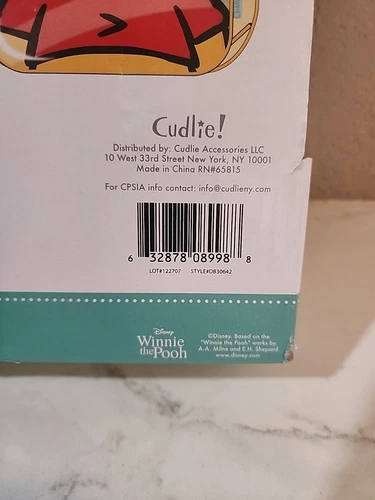 Cudlie!
Distributed by: Cudlie Accessories LLC
10 West 33rd Street New York, NY 10001
Made in China RN#65815
For CPSIA info contact: info@cudlieny.com
6 32878 08998 8
LOT#122707 STYLE#DB30642
Disney
Winnie
the Pooh
©Disney. Based on the
"Winnie the Pooh" works by
A.A. Milne and E.H. Shepard.
www.disney.com